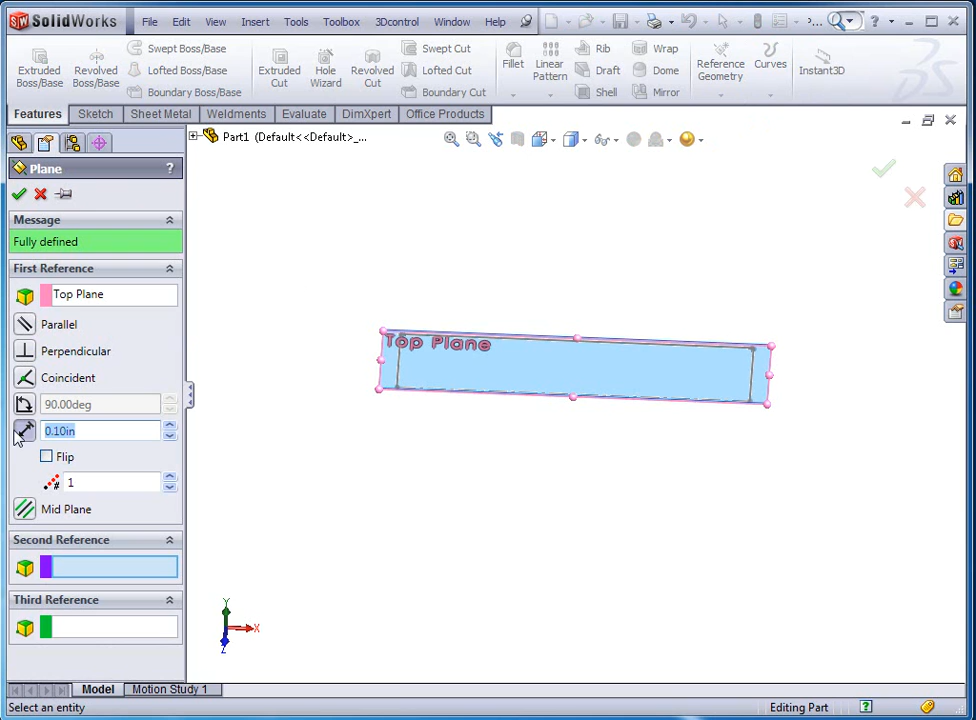 SolidWorks File Edit View Insert Tools Toolbox 3Dcontrol Window Help ?
Extruded Boss/Base
Revolved Boss/Base
Swept Boss/Base
Lofted Boss/Base
Boundary Boss/Base
Extruded Cut
Hole Wizard
Revolved Cut
Swept Cut
Lofted Cut
Boundary Cut
Fillet
Linear Pattern
Rib
Draft
Shell
Wrap
Dome
Mirror
Reference Geometry
Curves
Instant3D
Features Sketch Sheet Metal Weldments Evaluate DimXpert Office Products
Part1 (Default<<Default>_...
Plane ?
Message
Fully defined
First Reference
Top Plane
Parallel
Perpendicular
Coincident
90.00deg
0.10in
Flip
1
Mid Plane
Second Reference
Third Reference
Top Plane
Y
X
Z
Model Motion Study 1
Select an entity Editing Part ?